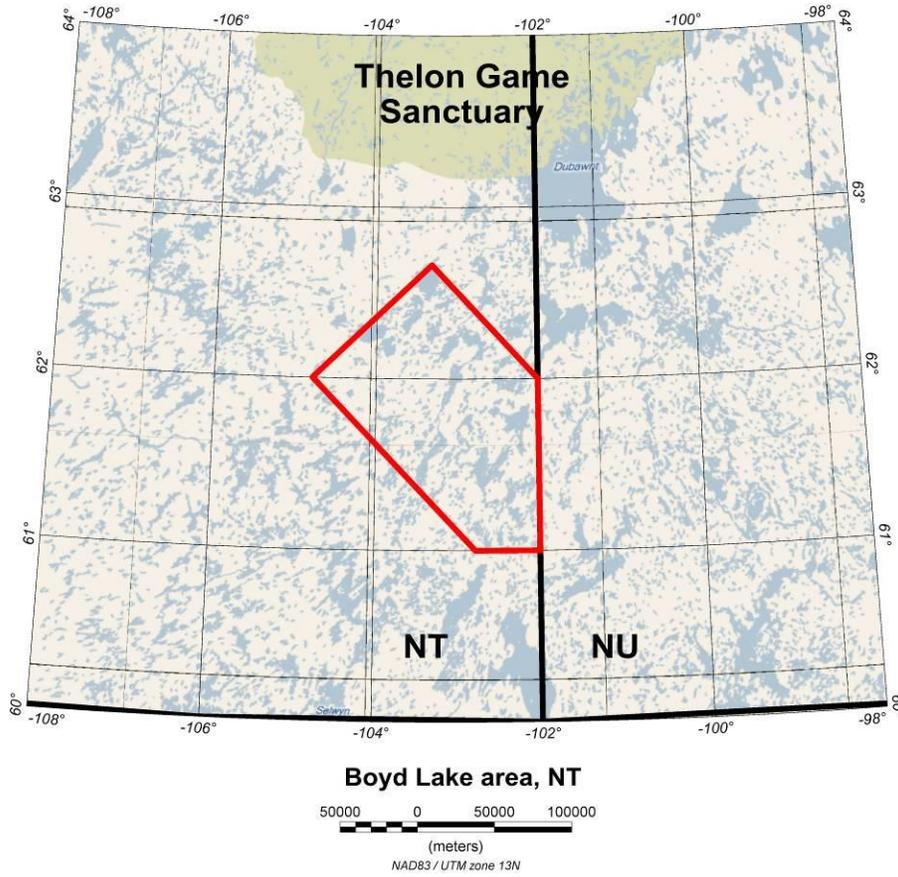 -108° -106° -104° -102° -100° -98°
64° 64°
Thelon Game
Sanctuary
Dubawnt
63° 63°
62° 62°
61° 61°
NT NU
60°
Selwyn
-108° -106° -104° -102° -100° -98°
Boyd Lake area, NT
50000 0 50000 100000
(meters)
NAD83 / UTM zone 13N